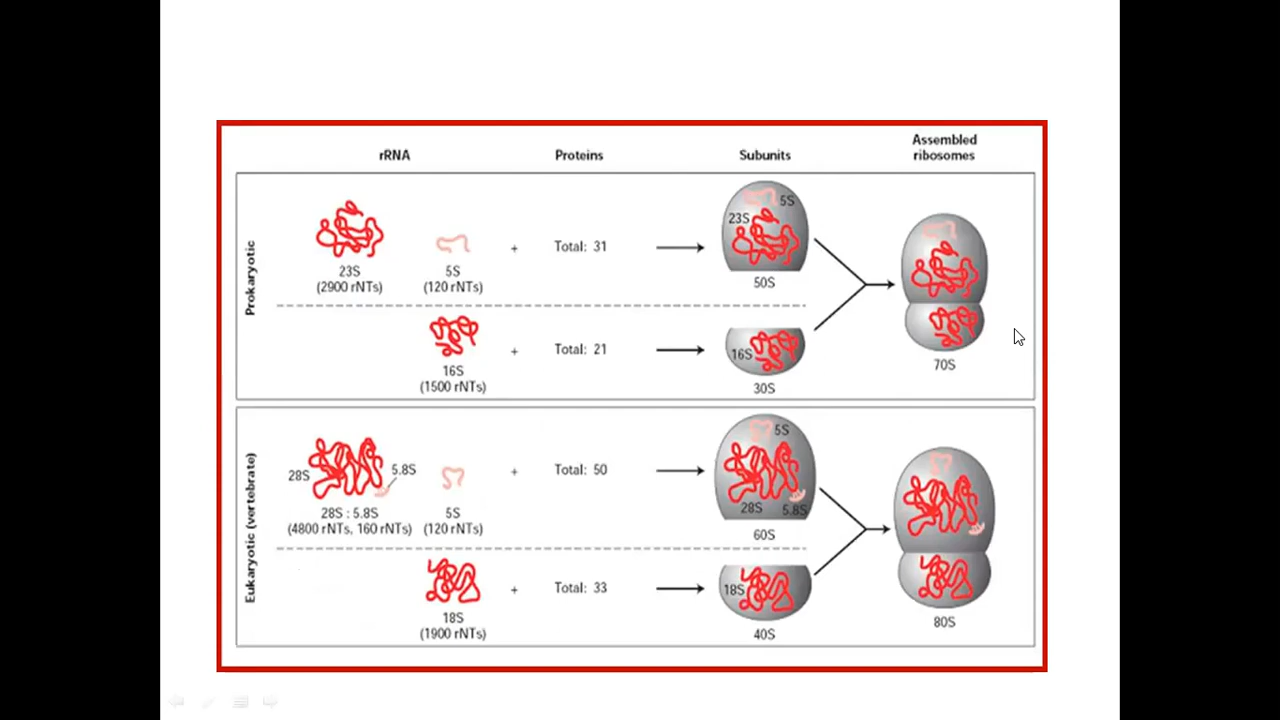 rRNA
Proteins
Subunits
Assembled
ribosomes
Prokaryotic
23S
(2900 rNTs)
5S
(120 rNTs)
+
Total: 31
5S
23S
50S
16S
(1500 rNTs)
+
Total: 21
16S
30S
70S
Eukaryotic (vertebrate)
28S
5.8S
28S : 5.8S
(4800 rNTs, 160 rNTs)
5S
(120 rNTs)
+
Total: 50
5S
28S
5.8S
60S
18S
(1900 rNTs)
+
Total: 33
18S
40S
80S